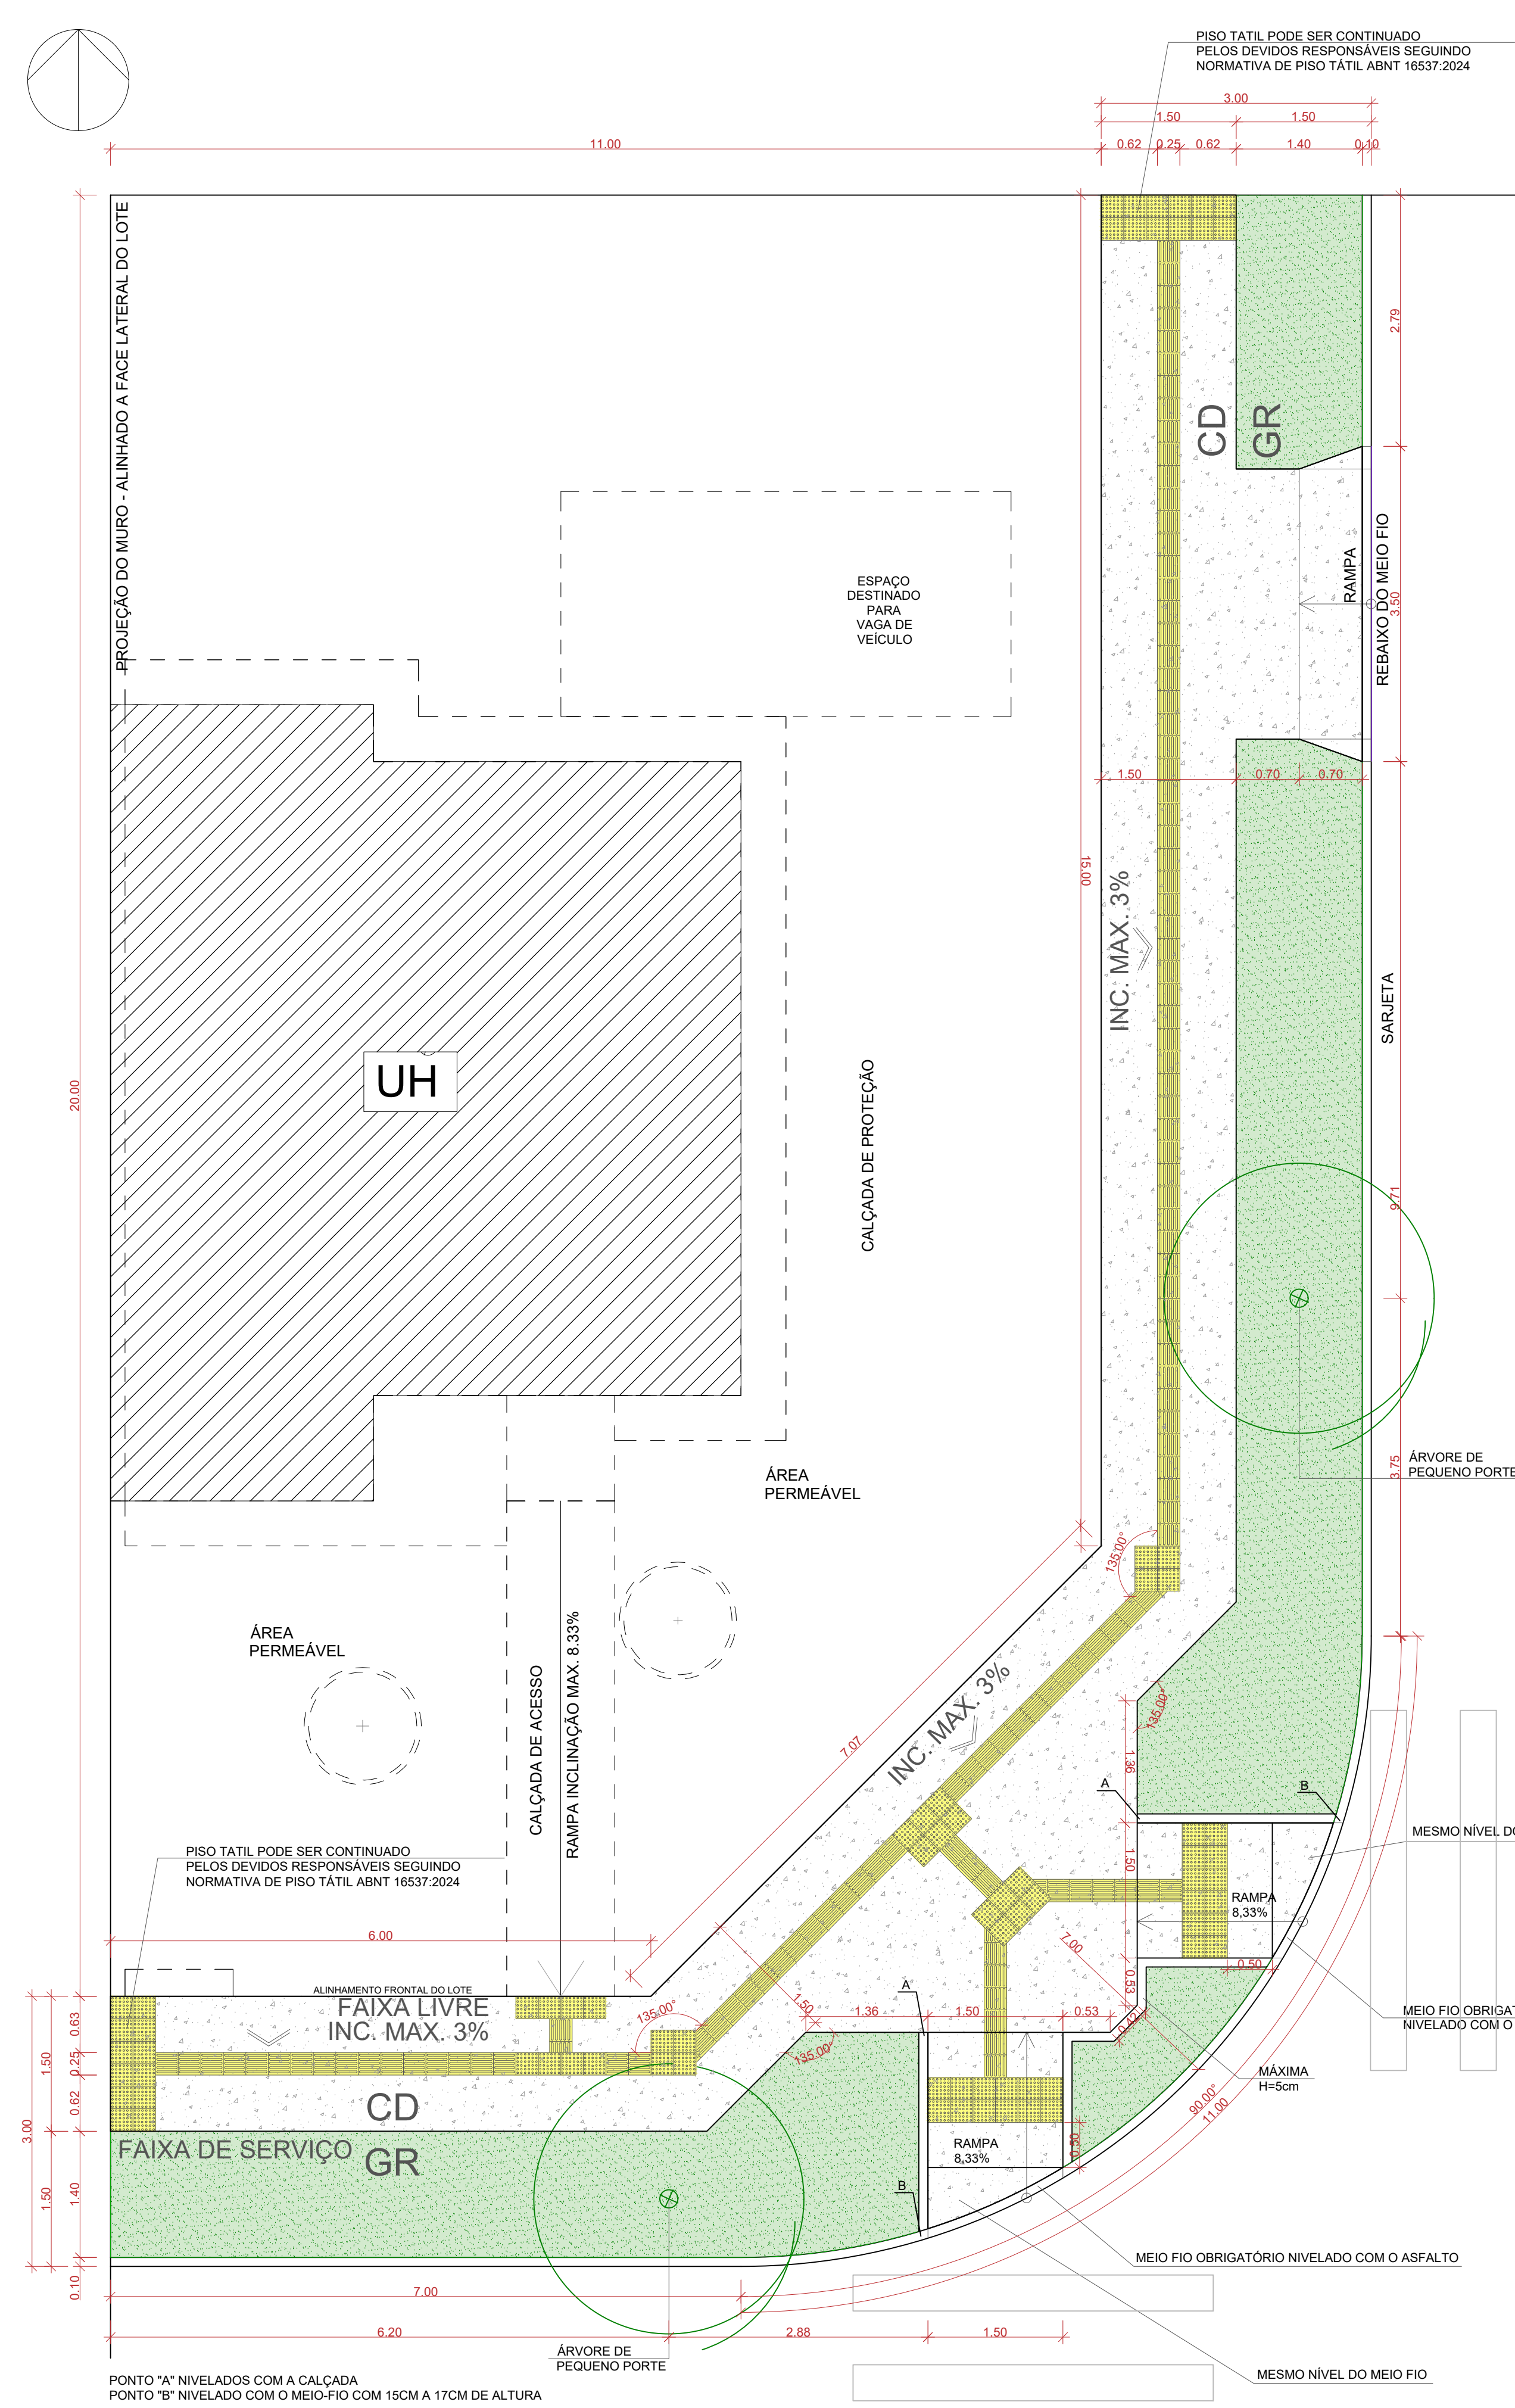 PISO TATIL PODE SER CONTINUADO
PELOS DEVIDOS RESPONSÁVEIS SEGUINDO
NORMATIVA DE PISO TÁTIL ABNT 16537:2024
3.00
1.50
1.50
11.00
0.62
0.25
0.62
1.40
0.10
PROJEÇÃO DO MURO - ALINHADO A FACE LATERAL DO LOTE
2.79
CD
GR
ESPAÇO
DESTINADO
PARA
VAGA DE
VEÍCULO
RAMPA
REBAIXO DO MEIO FIO
3.50
1.50
0.70
0.70
15.00
INC. MAX. 3%
SARJETA
20.00
UH
CALÇADA DE PROTEÇÃO
9.71
ÁRVORE DE
PEQUENO PORTE
3.75
ÁREA
PERMEÁVEL
135.00°
ÁREA
PERMEÁVEL
CALÇADA DE ACESSO
RAMPA INCLINAÇÃO MAX. 8.33%
7.07
INC. MAX. 3%
135.00°
1.36
A
B
MESMO NÍVEL DO
1.50
RAMPA
8,33%
PISO TATIL PODE SER CONTINUADO
PELOS DEVIDOS RESPONSÁVEIS SEGUINDO
NORMATIVA DE PISO TÁTIL ABNT 16537:2024
6.00
7.00
0.50
0.53
ALINHAMENTO FRONTAL DO LOTE
FAIXA LIVRE
INC. MAX. 3%
135.00°
1.50
A
1.36
1.50
0.53
0.42
MEIO FIO OBRIGAT
NIVELADO COM O
0.63
0.25
0.62
1.50
3.00
135.00°
MÁXIMA
H=5cm
90.00°
11.00
CD
FAIXA DE SERVIÇO
GR
RAMPA
8,33%
0.50
B
1.40
1.50
0.10
MEIO FIO OBRIGATÓRIO NIVELADO COM O ASFALTO
7.00
6.20
2.88
1.50
ÁRVORE DE
PEQUENO PORTE
MESMO NÍVEL DO MEIO FIO
PONTO "A" NIVELADOS COM A CALÇADA
PONTO "B" NIVELADO COM O MEIO-FIO COM 15CM A 17CM DE ALTURA